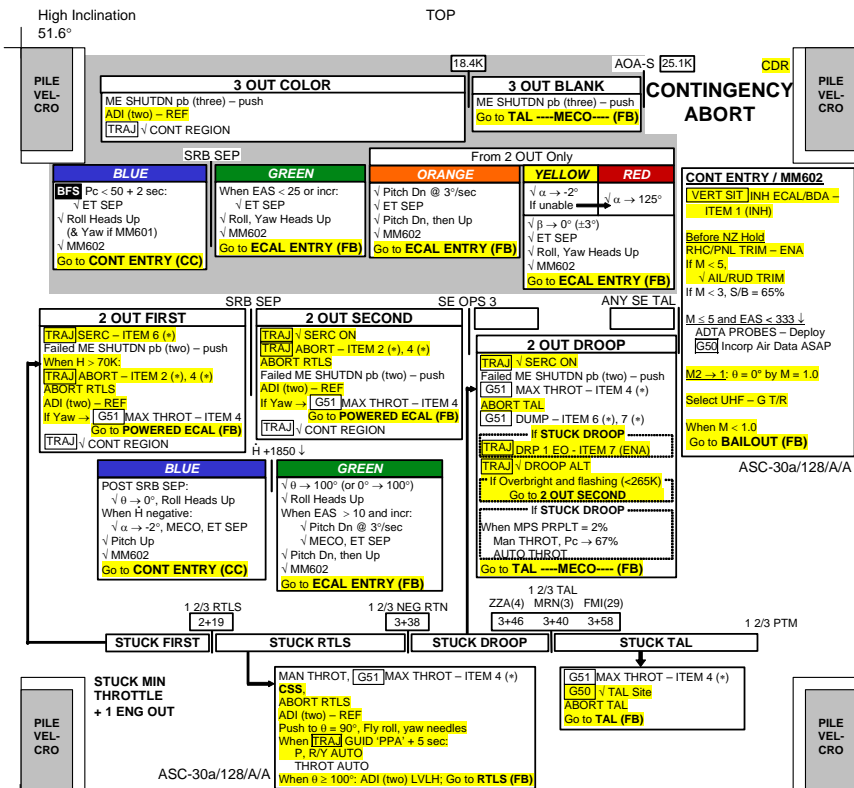 High Inclination
51.6°
TOP
PILE
VEL-
CRO
18.4K
AOA-S 25.1K
CDR
PILE
VEL-
CRO
CONTINGENCY
ABORT
3 OUT COLOR
ME SHUTDN pb (three) – push
ADI (two) – REF
TRAJ √ CONT REGION
3 OUT BLANK
ME SHUTDN pb (three) – push
Go to TAL ----MECO---- (FB)
SRB SEP
BLUE
BFS Pc < 50 + 2 sec:
√ ET SEP
√ Roll Heads Up
(& Yaw if MM601)
√ MM602
Go to CONT ENTRY (CC)
GREEN
When EAS < 25 or incr:
√ ET SEP
√ Roll, Yaw Heads Up
√ MM602
Go to ECAL ENTRY (FB)
From 2 OUT Only
ORANGE
√ Pitch Dn @ 3°/sec
√ ET SEP
√ Pitch Dn, then Up
√ MM602
Go to ECAL ENTRY (FB)
YELLOW
√ α → -2°
If unable
RED
√ α → 125°
√ β → 0° (±3°)
√ ET SEP
√ Roll, Yaw Heads Up
√ MM602
Go to ECAL ENTRY (FB)
CONT ENTRY / MM602
VERT SIT INH ECAL/BDA –
ITEM 1 (INH)
Before NZ Hold
RHC/PNL TRIM – ENA
If M < 5,
√ AIL/RUD TRIM
If M < 3, S/B = 65%
M ≤ 5 and EAS < 333 ↓
ADTA PROBES – Deploy
G50 Incorp Air Data ASAP
M2 → 1: θ = 0° by M = 1.0
Select UHF – G T/R
When M < 1.0
Go to BAILOUT (FB)
ASC-30a/128/A/A
SRB SEP
SE OPS 3
ANY SE TAL
2 OUT FIRST
TRAJ SERC – ITEM 6 (*)
Failed ME SHUTDN pb (two) – push
When H > 70K:
TRAJ ABORT – ITEM 2 (*), 4 (*)
ABORT RTLS
ADI (two) – REF
If Yaw → G51 MAX THROT – ITEM 4
Go to POWERED ECAL (FB)
TRAJ √ CONT REGION
2 OUT SECOND
TRAJ √ SERC ON
TRAJ ABORT – ITEM 2 (*), 4 (*)
ABORT RTLS
Failed ME SHUTDN pb (two) – push
ADI (two) – REF
If Yaw → G51 MAX THROT – ITEM 4
Go to POWERED ECAL (FB)
TRAJ √ CONT REGION
2 OUT DROOP
TRAJ √ SERC ON
Failed ME SHUTDN pb (two) – push
G51 MAX THROT – ITEM 4 (*)
ABORT TAL
G51 DUMP – ITEM 6 (*), 7 (*)
If STUCK DROOP
TRAJ DRP 1 EO - ITEM 7 (ENA)
TRAJ √ DROOP ALT
If Overbright and flashing (<265K)
Go to 2 OUT SECOND
If STUCK DROOP
When MPS PRPLT = 2%
Man THROT, Pc → 67%
AUTO THROT
Go to TAL ----MECO---- (FB)
Ḣ +1850 ↓
BLUE
POST SRB SEP:
√ θ → 0°, Roll Heads Up
When Ḣ negative:
√ α → -2°, MECO, ET SEP
√ Pitch Up
√ MM602
Go to CONT ENTRY (CC)
GREEN
√ θ → 100° (or 0° → 100°)
√ Roll Heads Up
When EAS > 10 and incr:
√ Pitch Dn @ 3°/sec
√ MECO, ET SEP
√ Pitch Dn, then Up
√ MM602
Go to ECAL ENTRY (FB)
1 2/3 RTLS
2+19
1 2/3 NEG RTN
3+38
1 2/3 TAL
ZZA(4) MRN(3) FMI(29)
3+46 3+40 3+58
1 2/3 PTM
STUCK FIRST
STUCK RTLS
STUCK DROOP
STUCK TAL
STUCK MIN
THROTTLE
+ 1 ENG OUT
MAN THROT, G51 MAX THROT – ITEM 4 (*)
CSS,
ABORT RTLS
ADI (two) – REF
Push to θ = 90°, Fly roll, yaw needles
When TRAJ GUID 'PPA' + 5 sec:
P, R/Y AUTO
THROT AUTO
When θ ≥ 100°: ADI (two) LVLH; Go to RTLS (FB)
G51 MAX THROT – ITEM 4 (*)
G50 √ TAL Site
ABORT TAL
Go to TAL (FB)
PILE
VEL-
CRO
PILE
VEL-
CRO
ASC-30a/128/A/A